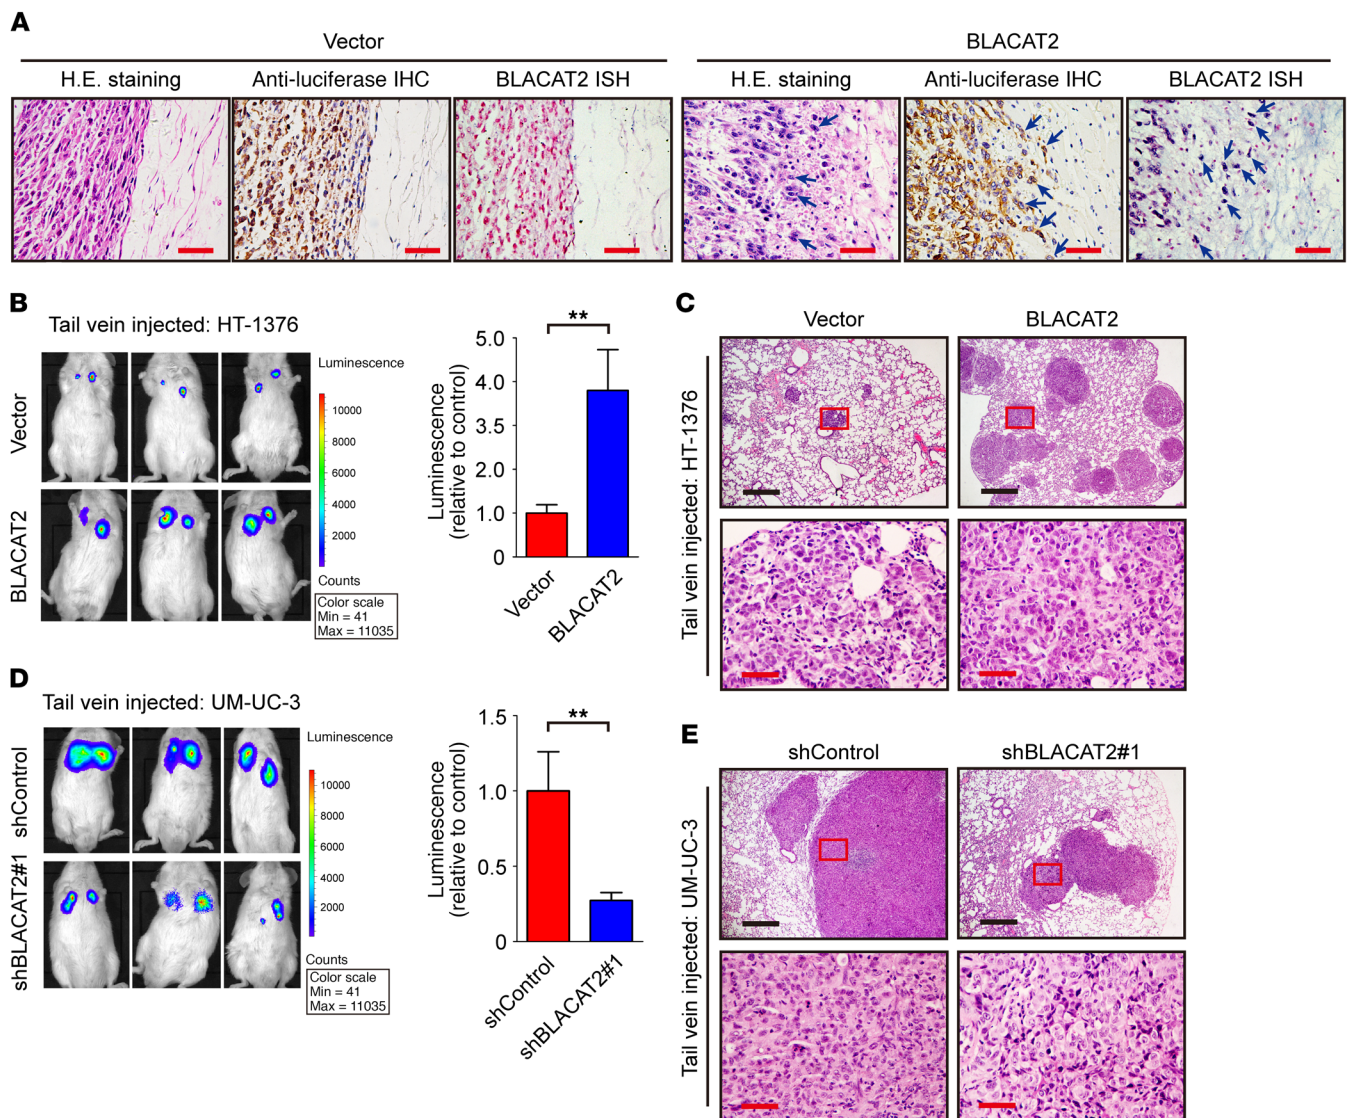 A
Vector
BLACAT2
H.E. staining
Anti-luciferase IHC
BLACAT2 ISH
H.E. staining
Anti-luciferase IHC
BLACAT2 ISH
B
Tail vein injected: HT-1376
Vector
BLACAT2
Luminescence
10000
8000
6000
4000
2000
Counts
Color scale
Min = 41
Max = 11035
Luminescence
(relative to control)
5.0
4.0
3.5
2.0
1.0
0
**
Vector
BLACAT2
C
Vector
BLACAT2
Tail vein injected: HT-1376
D
Tail vein injected: UM-UC-3
shControl
shBLACAT2#1
Luminescence
10000
8000
6000
4000
2000
Counts
Color scale
Min = 41
Max = 11035
Luminescence
(relative to control)
1.5
1.0
0.5
0
**
shControl
shBLACAT2#1
E
shControl
shBLACAT2#1
Tail vein injected: UM-UC-3